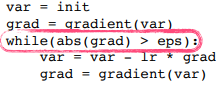 var = init
grad = gradient(var)
while(abs(grad) > eps):
    var = var - lr * grad
    grad = gradient(var)